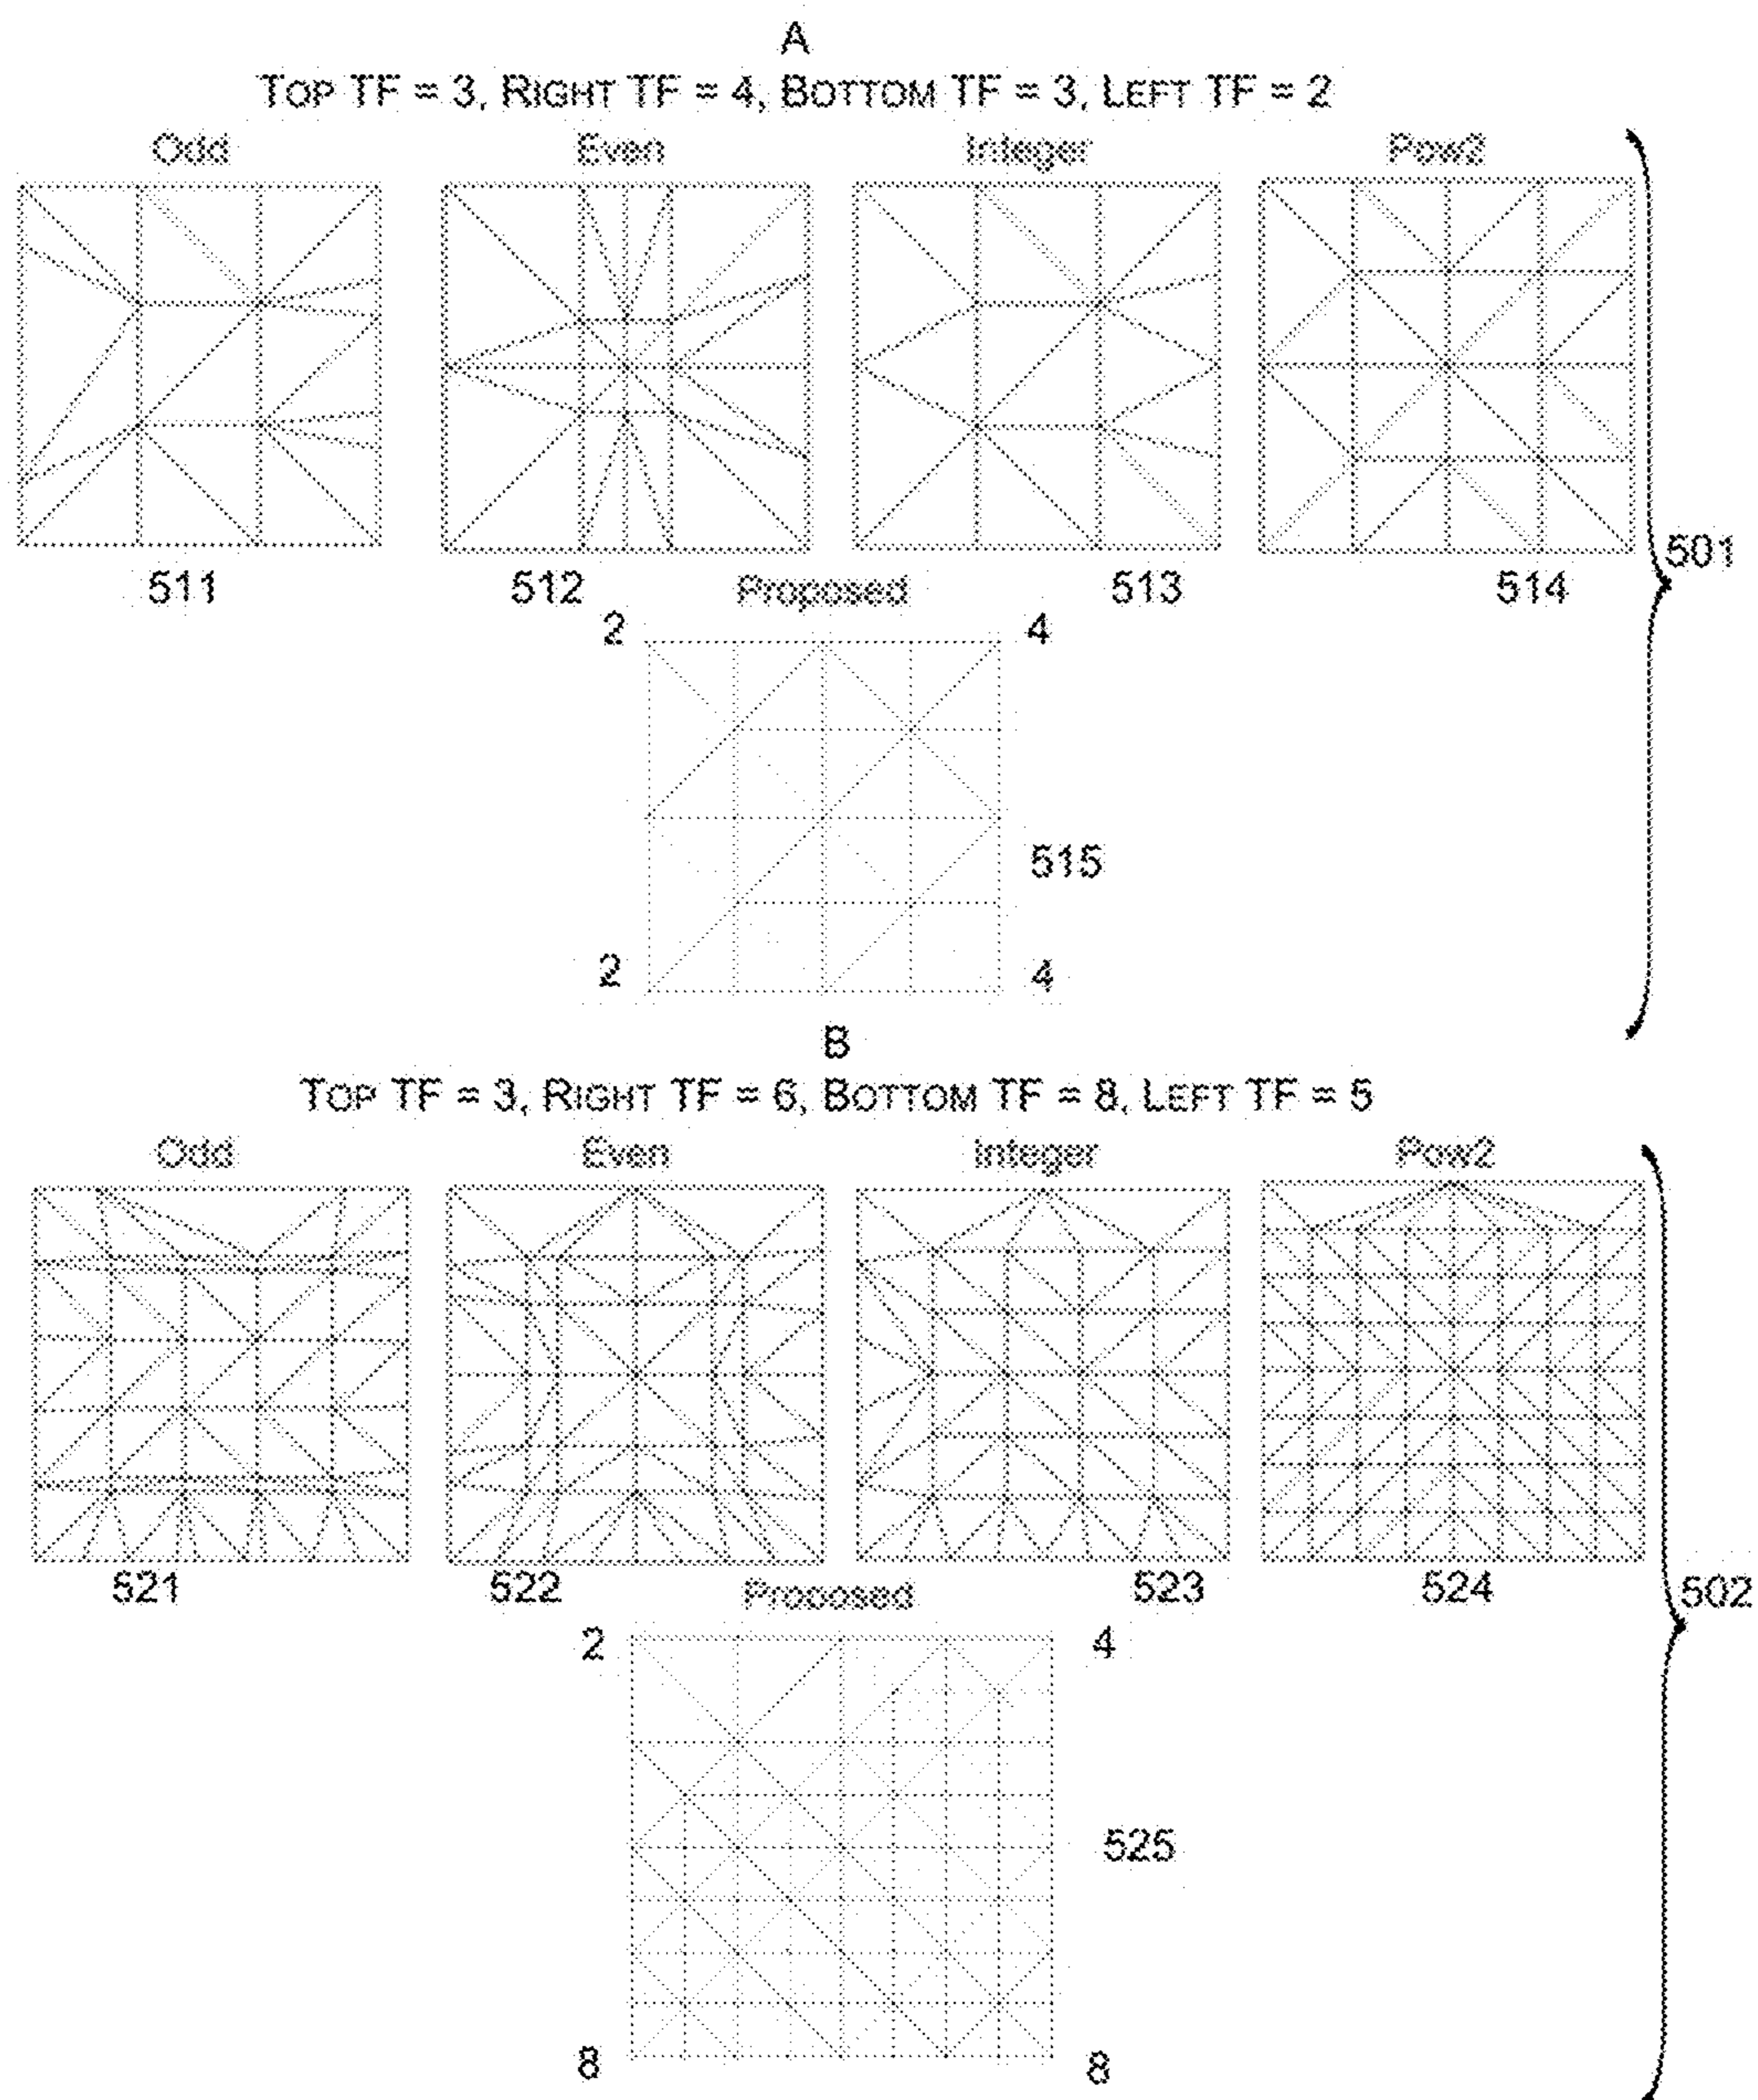 A
TOP TF = 3, RIGHT TF = 4, BOTTOM TF = 3, LEFT TF = 2
Odd Even Integer Pow2
501
511 512 Proposed 513 514
2 4
515
2 4
B
TOP TF = 3, RIGHT TF = 6, BOTTOM TF = 8, LEFT TF = 5
Odd Even Integer Pow2
521 522 Proposed 523 524 502
2 4
525
8 8